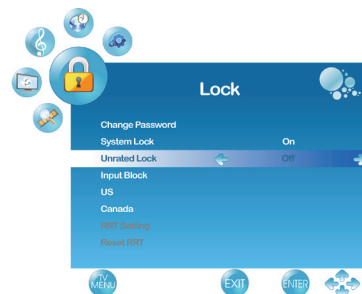 Lock
Change Password
System Lock On
Unrated Lock Off
Input Block
US
Canada
RRT Setting
Reset RRT
TV MENU EXIT ENTER